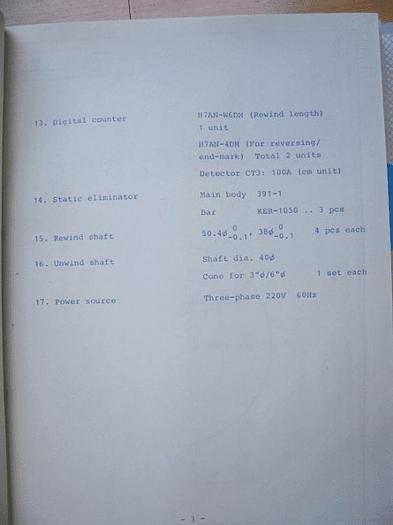 13. Digital counter H7AN-W6DM (Rewind length)
1 unit
H7AN-4DM (For reversing/
end-mark) Total 2 units
Detector CT3: 100A (cm unit)
14. Static eliminator Main body 391-1
Bar KER-1050 .. 3 pcs
15. Rewind shaft 50.4ø 0 -0.1, 38ø 0 -0.1 4 pcs each
16. Unwind shaft Shaft dia. 40ø
Cone for 3"ø/6"ø 1 set each
17. Power source Three-phase 220V 60Hz
- 3 -